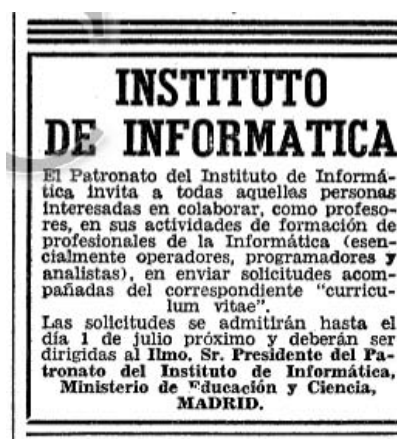 INSTITUTO
DE INFORMATICA
El Patronato del Instituto de Informá-
tica invita a todas aquellas personas
interesadas en colaborar, como profeso-
res, en sus actividades de formación de
profesionales de la Informática (esen-
cialmente operadores, programadores y
analistas), en enviar solicitudes acom-
pañadas del correspondiente "curricu-
lum vitae".
Las solicitudes se admitirán hasta el
día 1 de julio próximo y deberán ser
dirigidas al Ilmo. Sr. Presidente del Pa-
tronato del Instituto de Informática,
Ministerio de Educación y Ciencia,
MADRID.